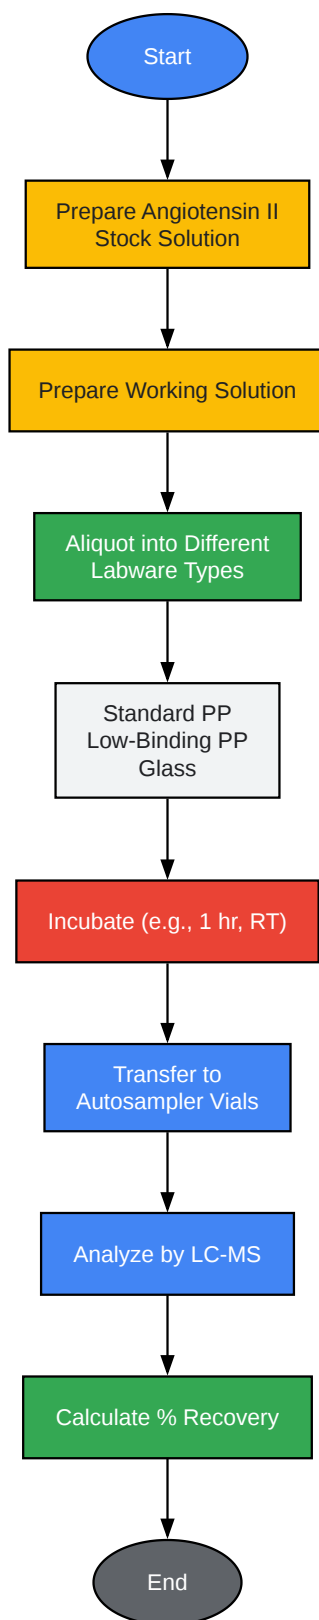 Start
Prepare Angiotensin II
Stock Solution
Prepare Working Solution
Aliquot into Different
Labware Types
Standard PP
Low-Binding PP
Glass
Incubate (e.g., 1 hr, RT)
Transfer to
Autosampler Vials
Analyze by LC-MS
Calculate % Recovery
End